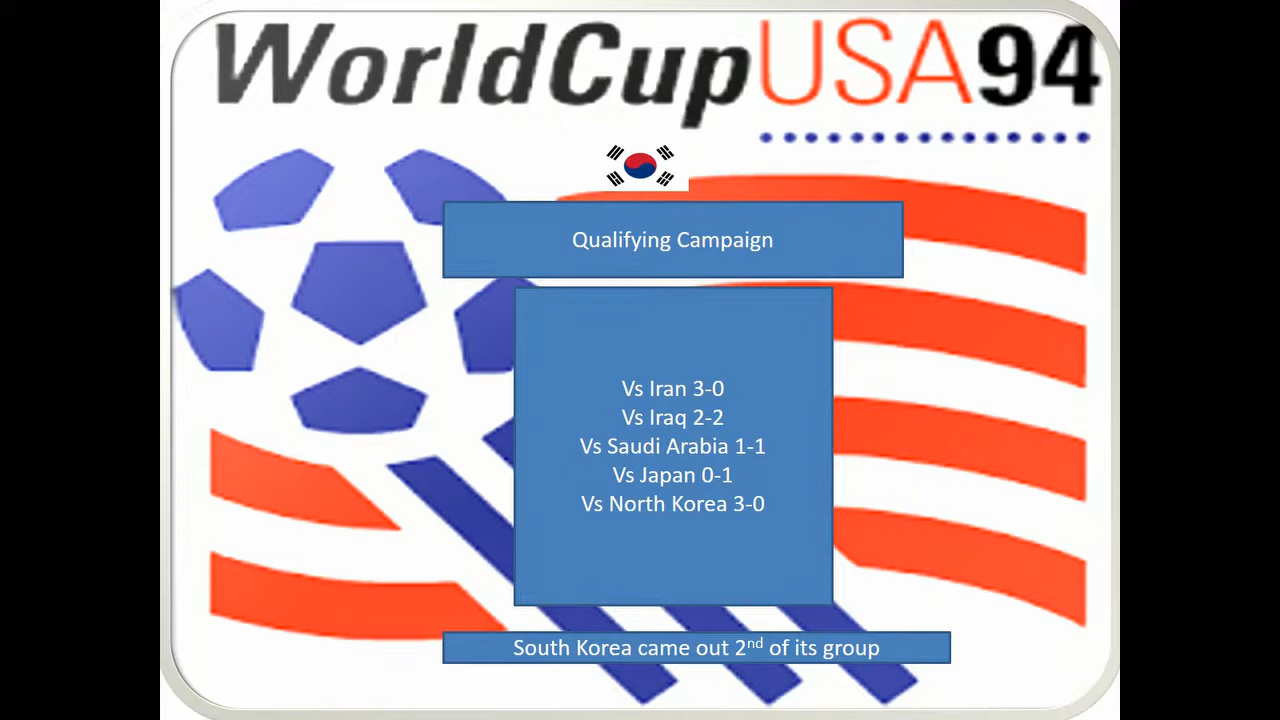 WorldCupUSA94
Qualifying Campaign
Vs Iran 3-0
Vs Iraq 2-2
Vs Saudi Arabia 1-1
Vs Japan 0-1
Vs North Korea 3-0
South Korea came out 2nd of its group